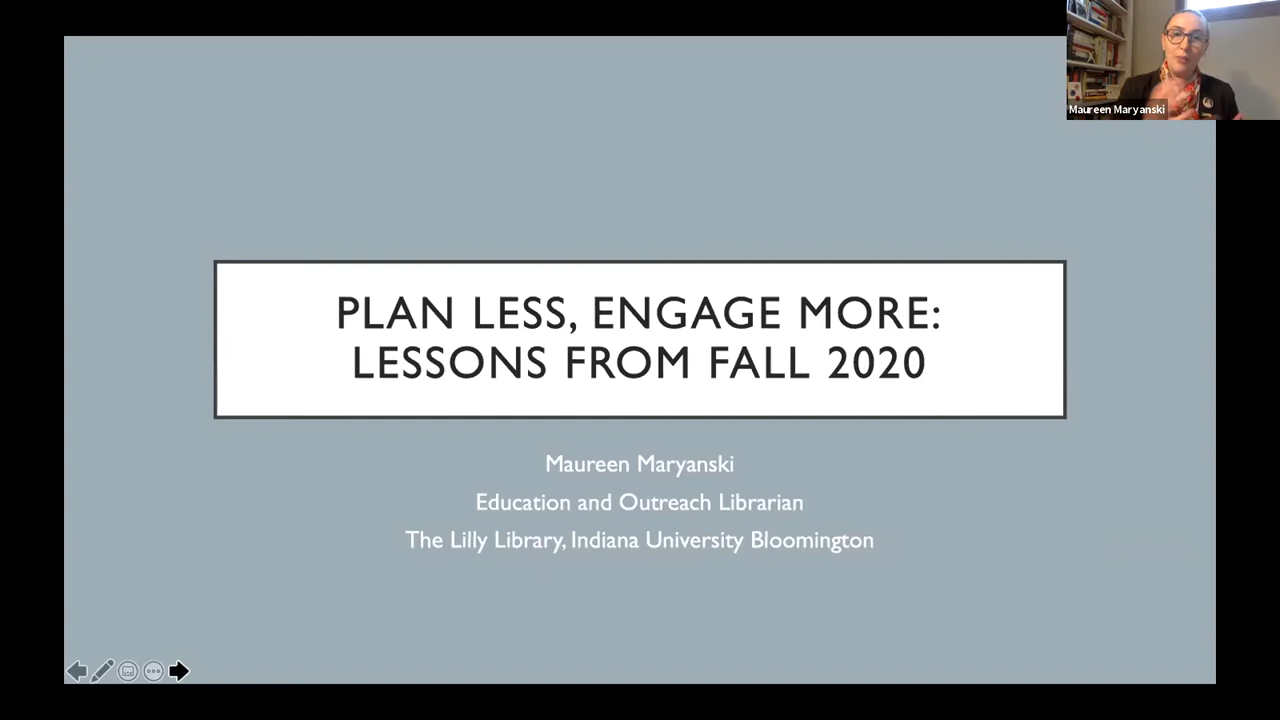 Maureen Maryanski
PLAN LESS, ENGAGE MORE:
LESSONS FROM FALL 2020
Maureen Maryanski
Education and Outreach Librarian
The Lilly Library, Indiana University Bloomington